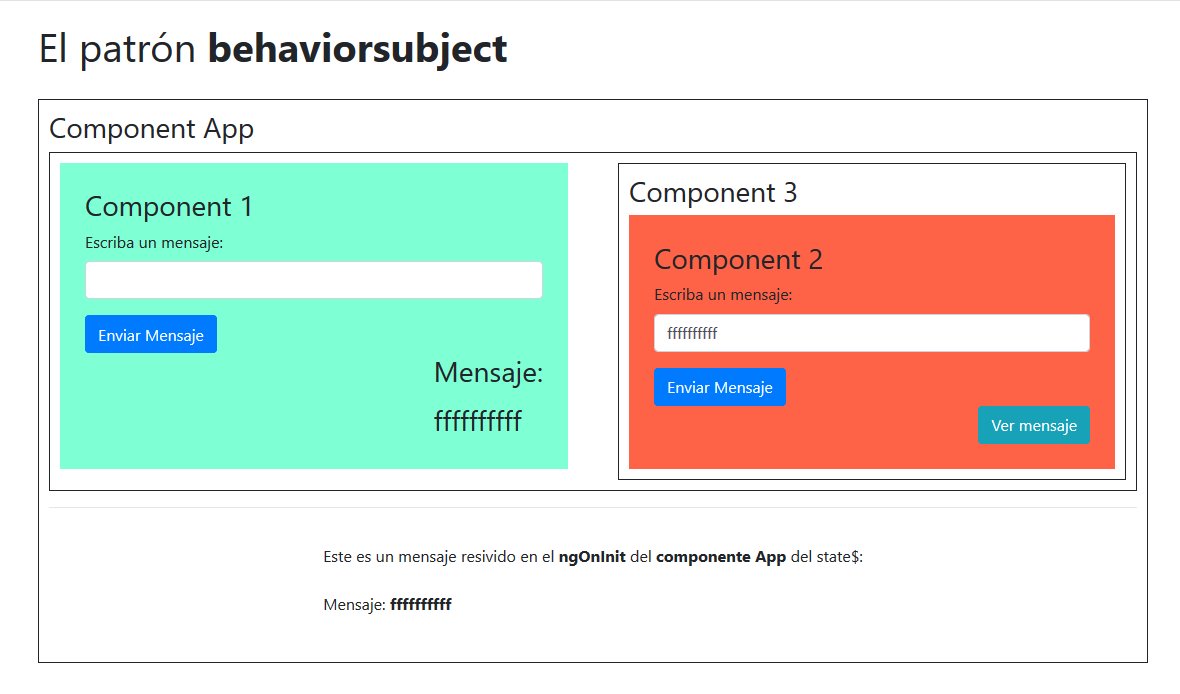 El patrón behaviorsubject
Component App
Component 1
Escriba un mensaje:
Enviar Mensaje
Mensaje:
ffffffffff
Component 3
Component 2
Escriba un mensaje:
ffffffffff
Enviar Mensaje
Ver mensaje
Este es un mensaje resivido en el ngOnInit del componente App del state$:
Mensaje: ffffffffff